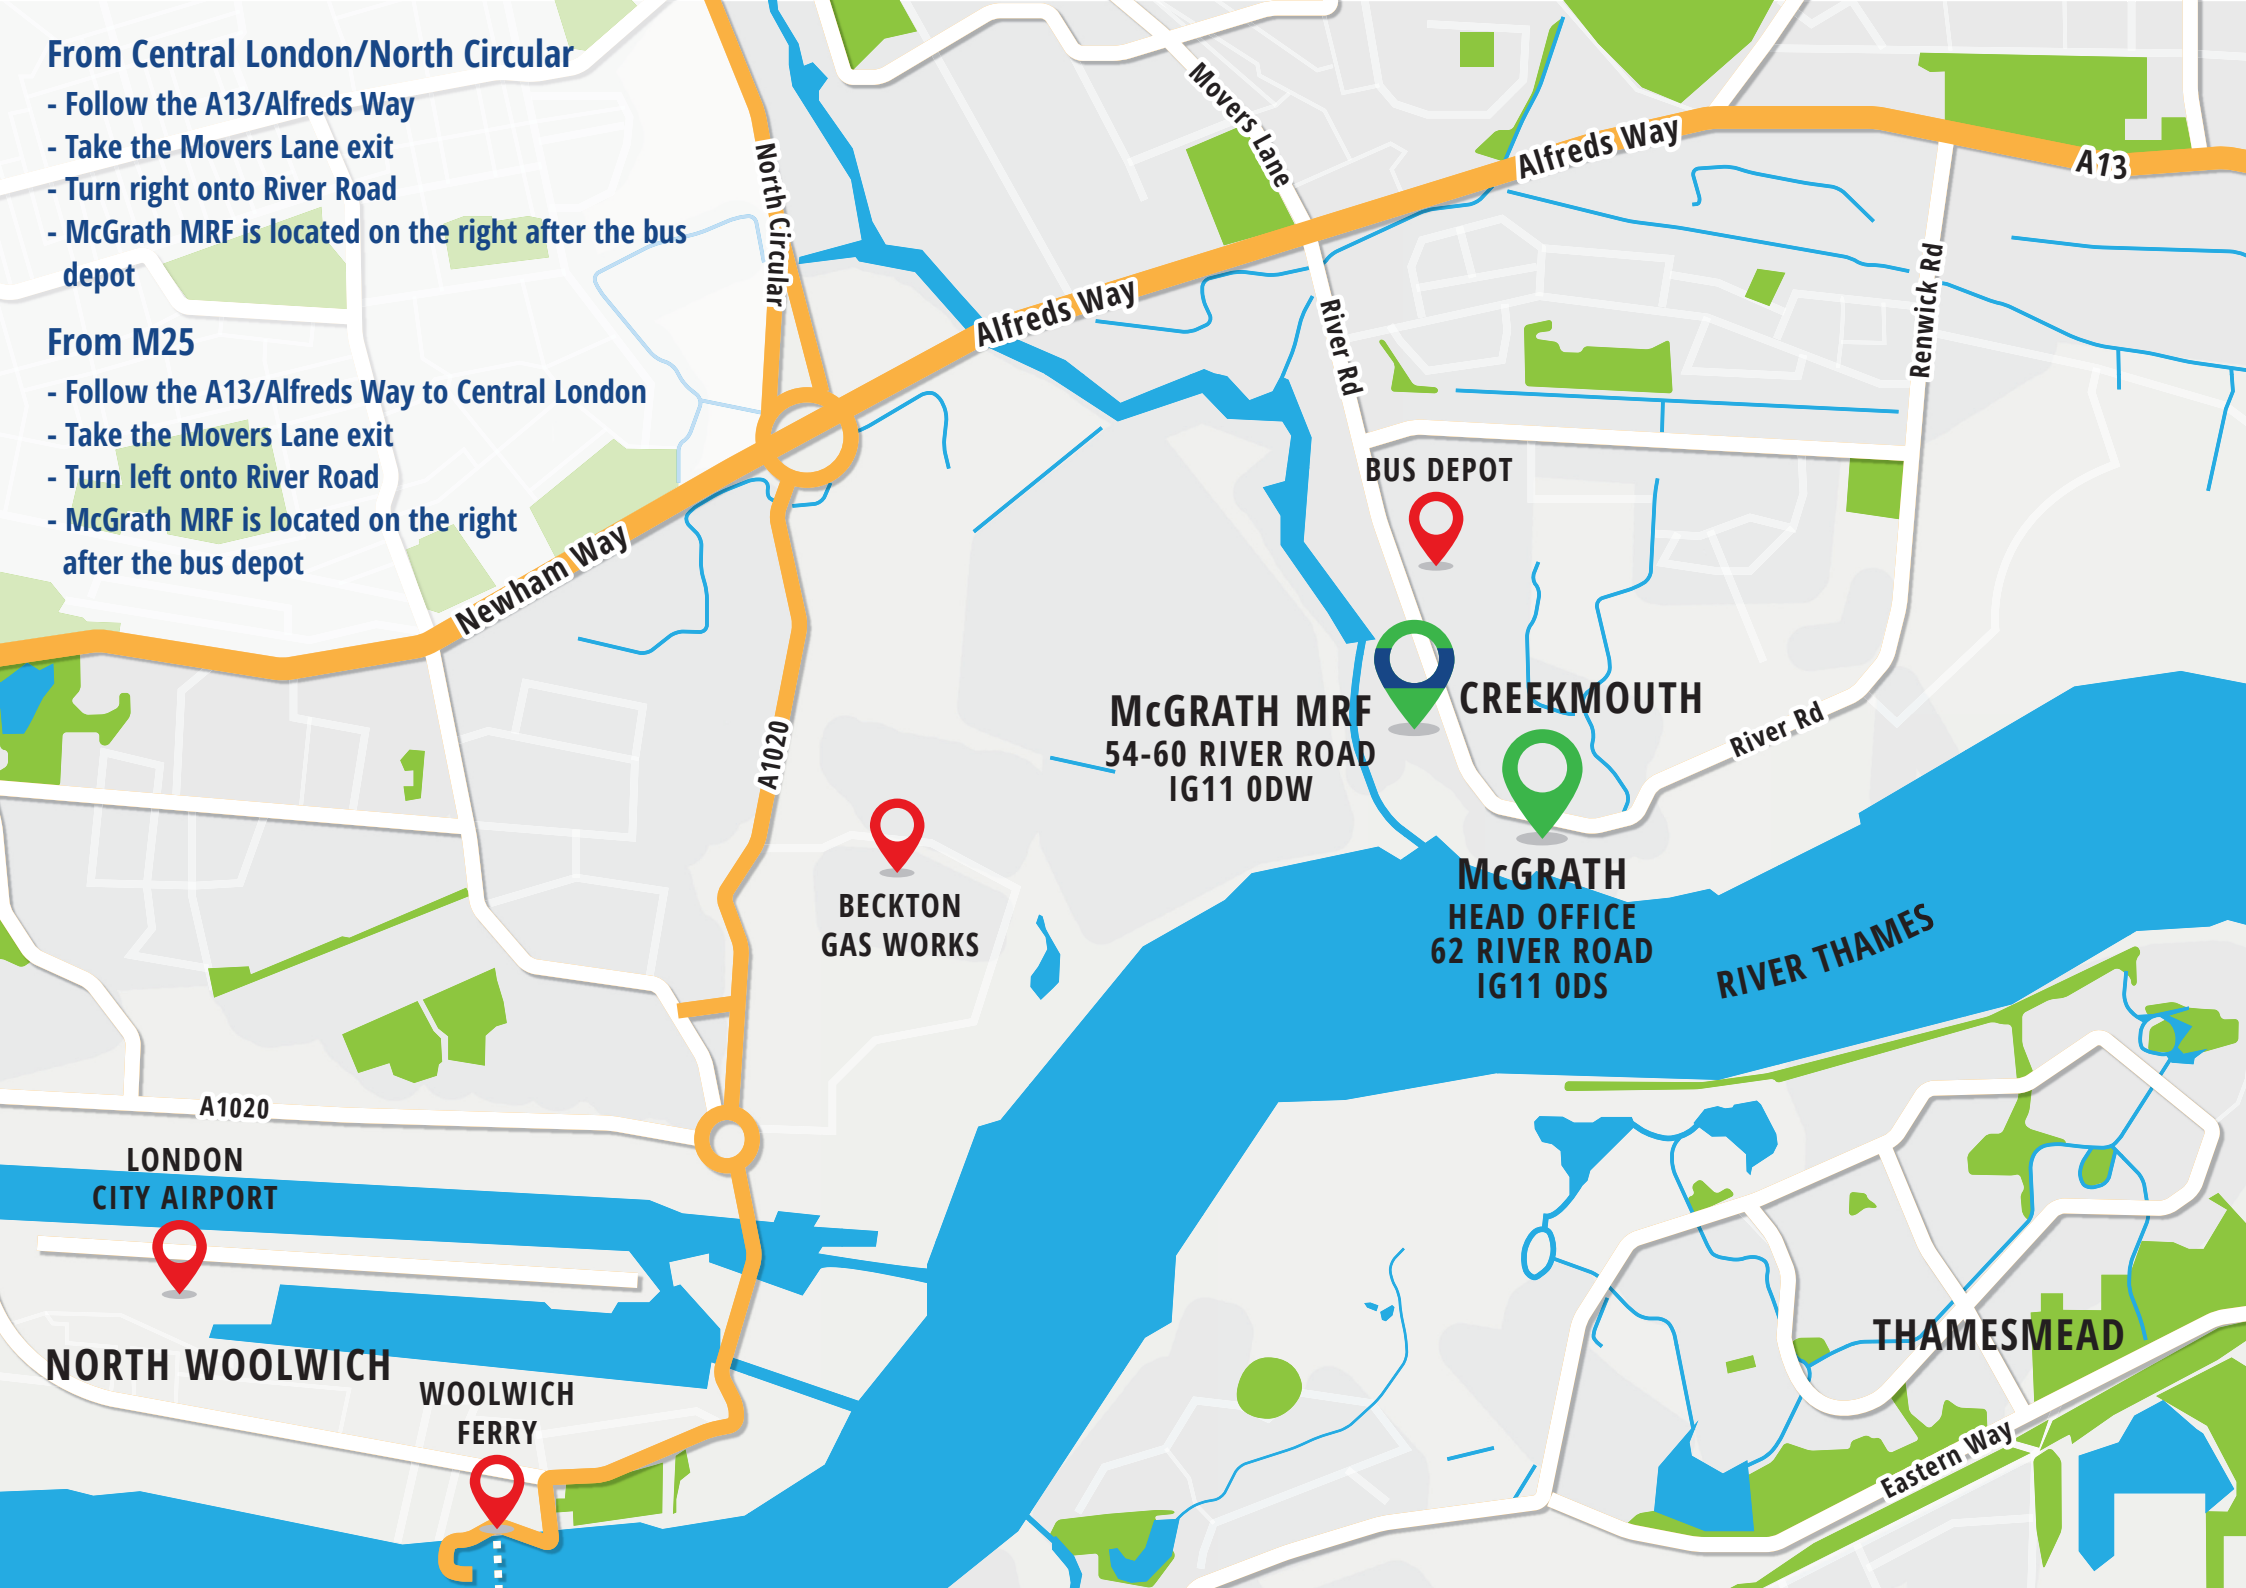 From Central London/North Circular
- Follow the A13/Alfreds Way
- Take the Movers Lane exit
- Turn right onto River Road
- McGrath MRF is located on the right after the bus
depot
From M25
- Follow the A13/Alfreds Way to Central London
- Take the Movers Lane exit
- Turn left onto River Road
- McGrath MRF is located on the right
after the bus depot
North Circular
Movers Lane
Alfreds Way
A13
Alfreds Way
River Rd
Renwick Rd
BUS DEPOT
Newham Way
A1020
McGRATH MRF
54-60 RIVER ROAD
IG11 0DW
CREEKMOUTH
River Rd
BECKTON
GAS WORKS
McGRATH
HEAD OFFICE
62 RIVER ROAD
IG11 0DS
RIVER THAMES
A1020
LONDON
CITY AIRPORT
NORTH WOOLWICH
WOOLWICH
FERRY
THAMESMEAD
Eastern Way